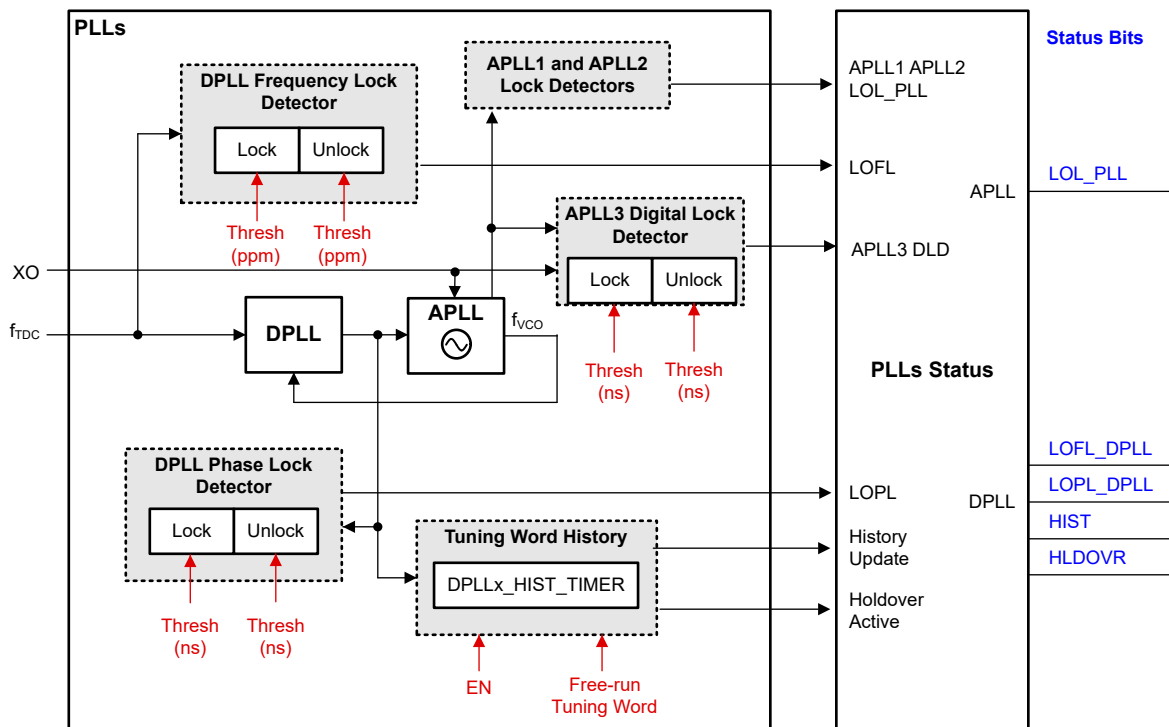 PLLs
Status Bits
DPLL Frequency Lock
Detector
Lock
Unlock
Thresh
(ppm)
Thresh
(ppm)
APLL1 and APLL2
Lock Detectors
APLL1 APLL2
LOL_PLL
LOFL
APLL
LOL_PLL
APLL3 Digital Lock
Detector
Lock
Unlock
Thresh
(ns)
Thresh
(ns)
APLL3 DLD
XO
fTDC
DPLL
APLL
fVCO
PLLs Status
DPLL Phase Lock
Detector
Lock
Unlock
Thresh
(ns)
Thresh
(ns)
Tuning Word History
DPLLx_HIST_TIMER
EN
Free-run
Tuning Word
LOPL
History
Update
Holdover
Active
DPLL
LOFL_DPLL
LOPL_DPLL
HIST
HLDOVR